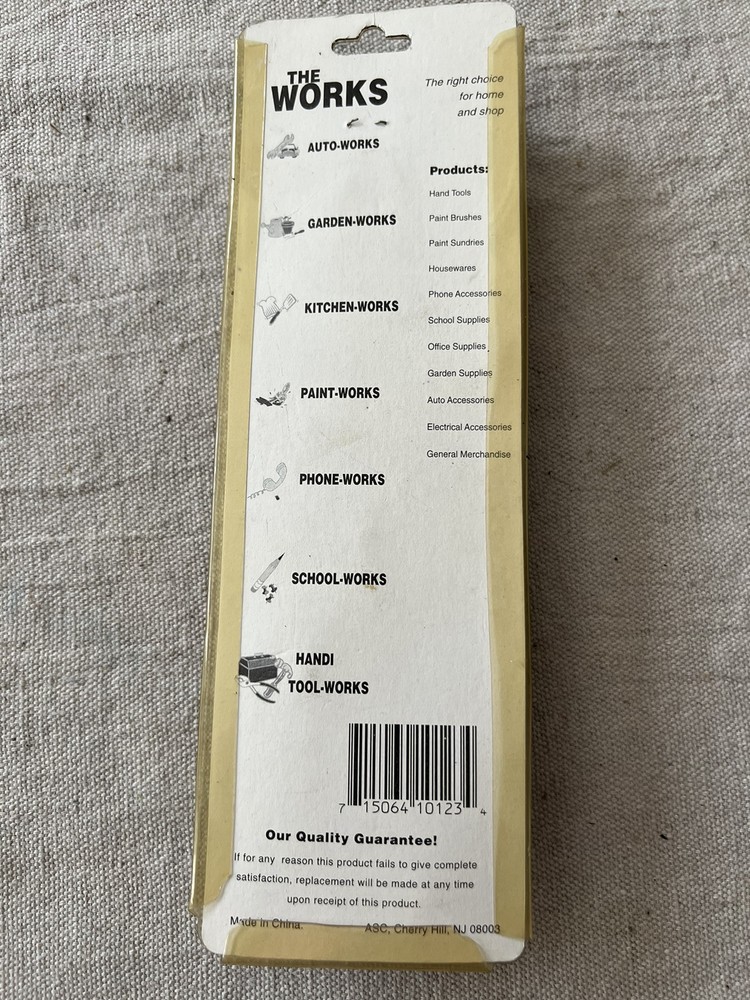 THE
WORKS
The right choice
for home
and shop
AUTO-WORKS
GARDEN-WORKS
KITCHEN-WORKS
PAINT-WORKS
PHONE-WORKS
SCHOOL-WORKS
HANDI
TOOL-WORKS
Products:
Hand Tools
Paint Brushes
Paint Sundries
Housewares
Phone Accessories
School Supplies
Office Supplies
Garden Supplies
Auto Accessories
Electrical Accessories
General Merchandise
7 15064 10123 4
Our Quality Guarantee!
If for any reason this product fails to give complete
satisfaction, replacement will be made at any time
upon receipt of this product.
Made in China. ASC, Cherry Hill, NJ 08003